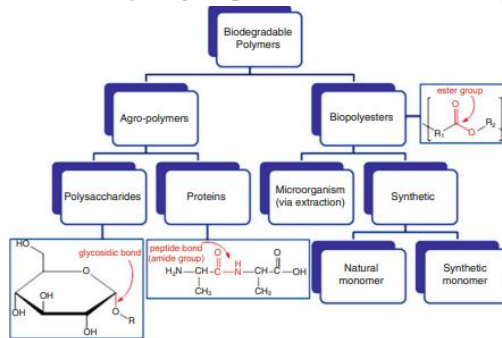 Biodegradable
Polymers
ester group
O
R₁
O
R₂
Agro-polymers
Biopolyesters
Polysaccharides
Proteins
Microorganism
(via extraction)
Synthetic
HO
glycosidic bond
O
OH
HO
OH
O
R
peptide bond
(amide group)
O
H
O
H₂N—CH—C—N—CH—C—OH
CH₃
CH₃
Natural
monomer
Synthetic
monomer